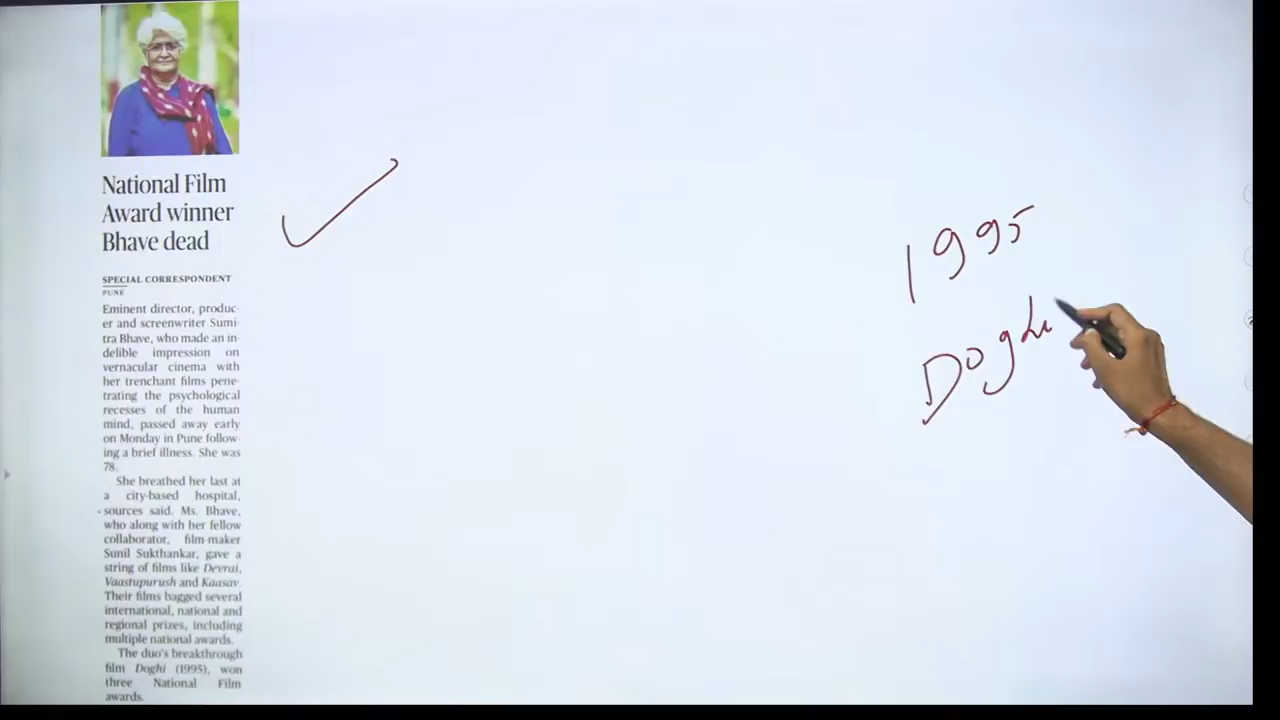 National Film
Award winner
Bhave dead
SPECIAL CORRESPONDENT
PUNE
Eminent director, produc-
er and screenwriter Sumi-
tra Bhave, who made an in-
delible impression on
vernacular cinema with
her trenchant films pene-
trating the psychological
recesses of the human
mind, passed away early
on Monday in Pune follow-
ing a brief illness. She was
78.
She breathed her last at
a city-based hospital,
sources said. Ms. Bhave,
who along with her fellow
collaborator, film-maker
Sunil Sukthankar, gave a
string of films like Devrai,
Vaastupurush and Kaasav.
Their films bagged several
international, national and
regional prizes, including
multiple national awards.
The duo's breakthrough
film Doghi (1995), won
three National Film
awards.
1995
Doghi